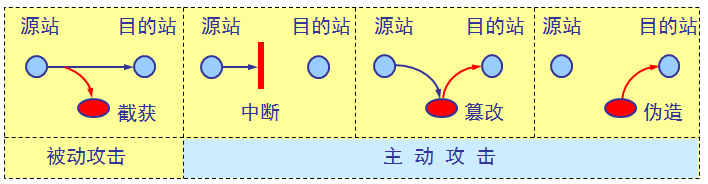 源站 目的站 源站 目的站 源站 目的站 源站 目的站
截获 中断 篡改 伪造
被动攻击 主 动 攻 击